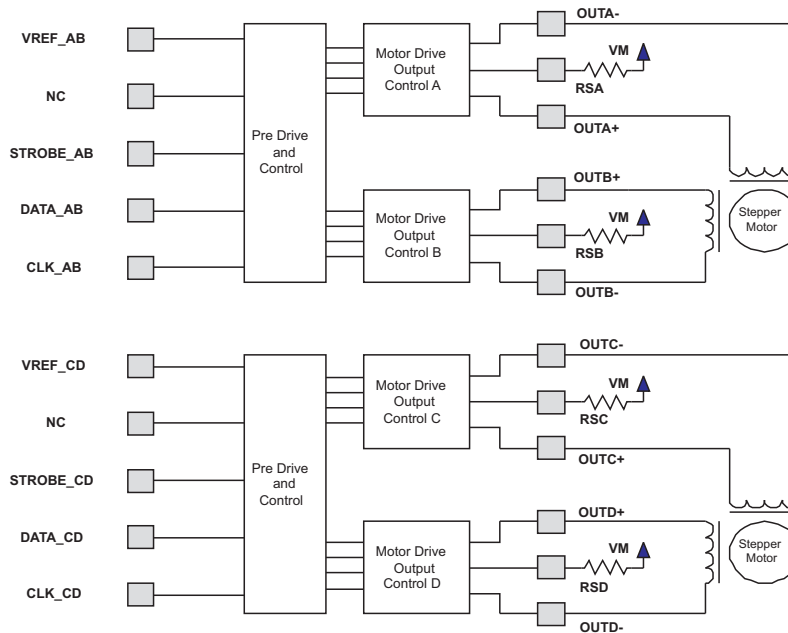 OUTA-
VREF_AB
VM
Motor Drive
Output
Control A
NC
RSA
OUTA+
Pre Drive
and
Control
STROBE_AB
OUTB+
DATA_AB
VM
Motor Drive
Output
Control B
Stepper
Motor
RSB
CLK_AB
OUTB-
OUTC-
VREF_CD
VM
Motor Drive
Output
Control C
NC
RSC
OUTC+
Pre Drive
and
Control
STROBE_CD
OUTD+
DATA_CD
VM
Motor Drive
Output
Control D
Stepper
Motor
RSD
CLK_CD
OUTD-